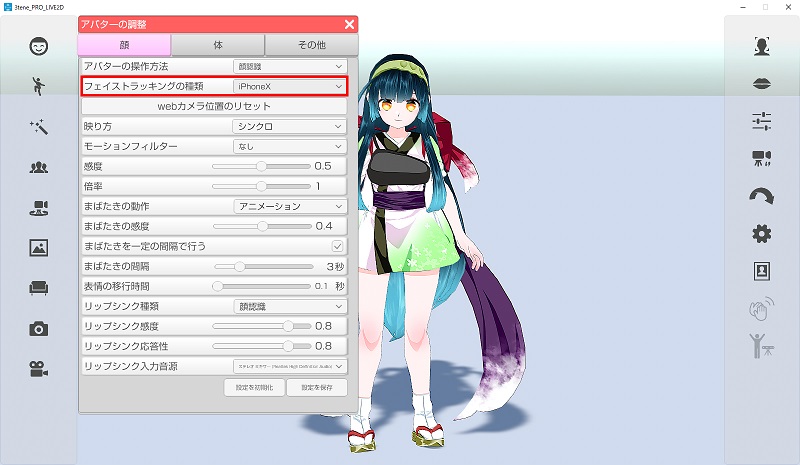 3tene_PRO_LIVE2D
アバターの調整
顔 体 その他
アバターの操作方法 顔認識
フェイストラッキングの種類 iPhoneX
webカメラ位置のリセット
映り方 シンクロ
モーションフィルター なし
感度 0.5
倍率 1
まばたきの動作 アニメーション
まばたきの感度 0.4
まばたきを一定の間隔で行う
まばたきの間隔 3秒
表情の移行時間 0.1 秒
リップシンク種類 顔認識
リップシンク感度 0.8
リップシンク応答性 0.8
リップシンク入力音源 ステレオ ミキサー (Realtek High Definition Audio)
設定を初期化 設定を保存